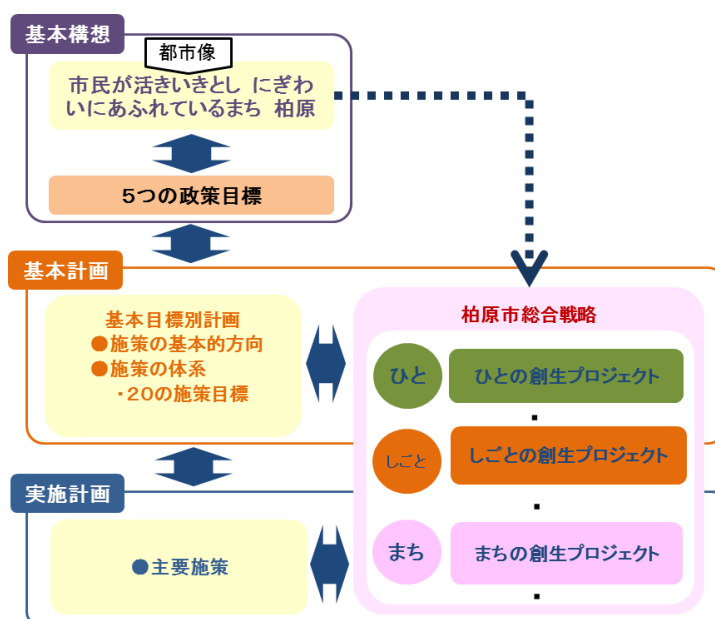 基本構想
都市像
市民が活きいきとし にぎわ
いにあふれているまち 柏原
5つの政策目標
基本計画
基本目標別計画
●施策の基本的方向
●施策の体系
・20の施策目標
柏原市総合戦略
ひと
ひとの創生プロジェクト
しごと
しごとの創生プロジェクト
実施計画
●主要施策
まち
まちの創生プロジェクト